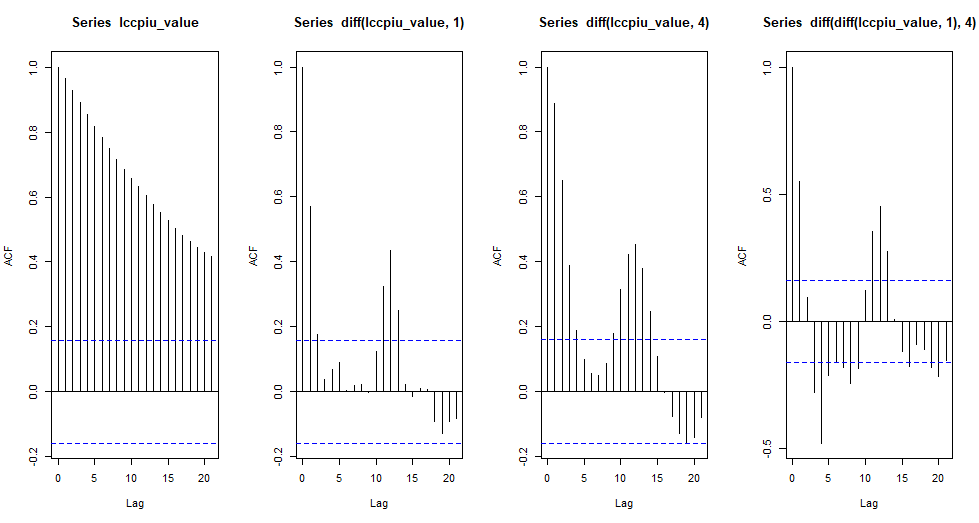 Series lccpiu_value
ACF
1.0
0.8
0.6
0.4
0.2
0.0
-0.2
0 5 10 15 20
Lag
Series diff(lccpiu_value, 1)
ACF
1.0
0.8
0.6
0.4
0.2
0.0
-0.2
0 5 10 15 20
Lag
Series diff(lccpiu_value, 4)
ACF
1.0
0.8
0.6
0.4
0.2
0.0
-0.2
0 5 10 15 20
Lag
Series diff(diff(lccpiu_value, 1), 4)
ACF
1.0
0.5
0.0
-0.5
0 5 10 15 20
Lag